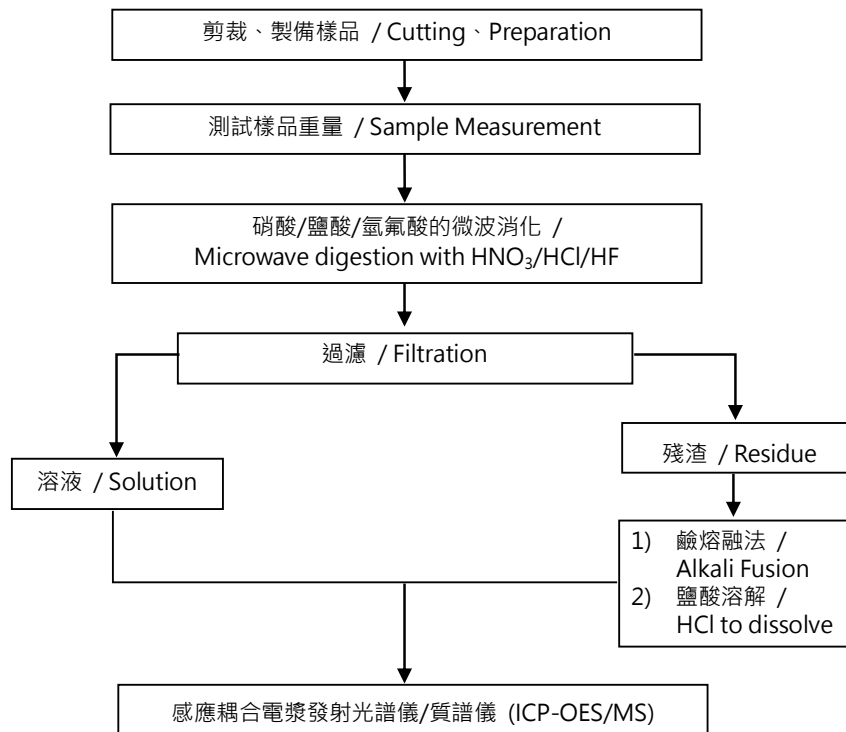 剪裁、製備樣品 / Cutting、Preparation
測試樣品重量 / Sample Measurement
硝酸/鹽酸/氫氟酸的微波消化 /
Microwave digestion with HNO₃/HCl/HF
過濾 / Filtration
溶液 / Solution
殘渣 / Residue
1) 鹼熔融法 /
Alkali Fusion
2) 鹽酸溶解 /
HCl to dissolve
感應耦合電漿發射光譜儀/質譜儀 (ICP-OES/MS)